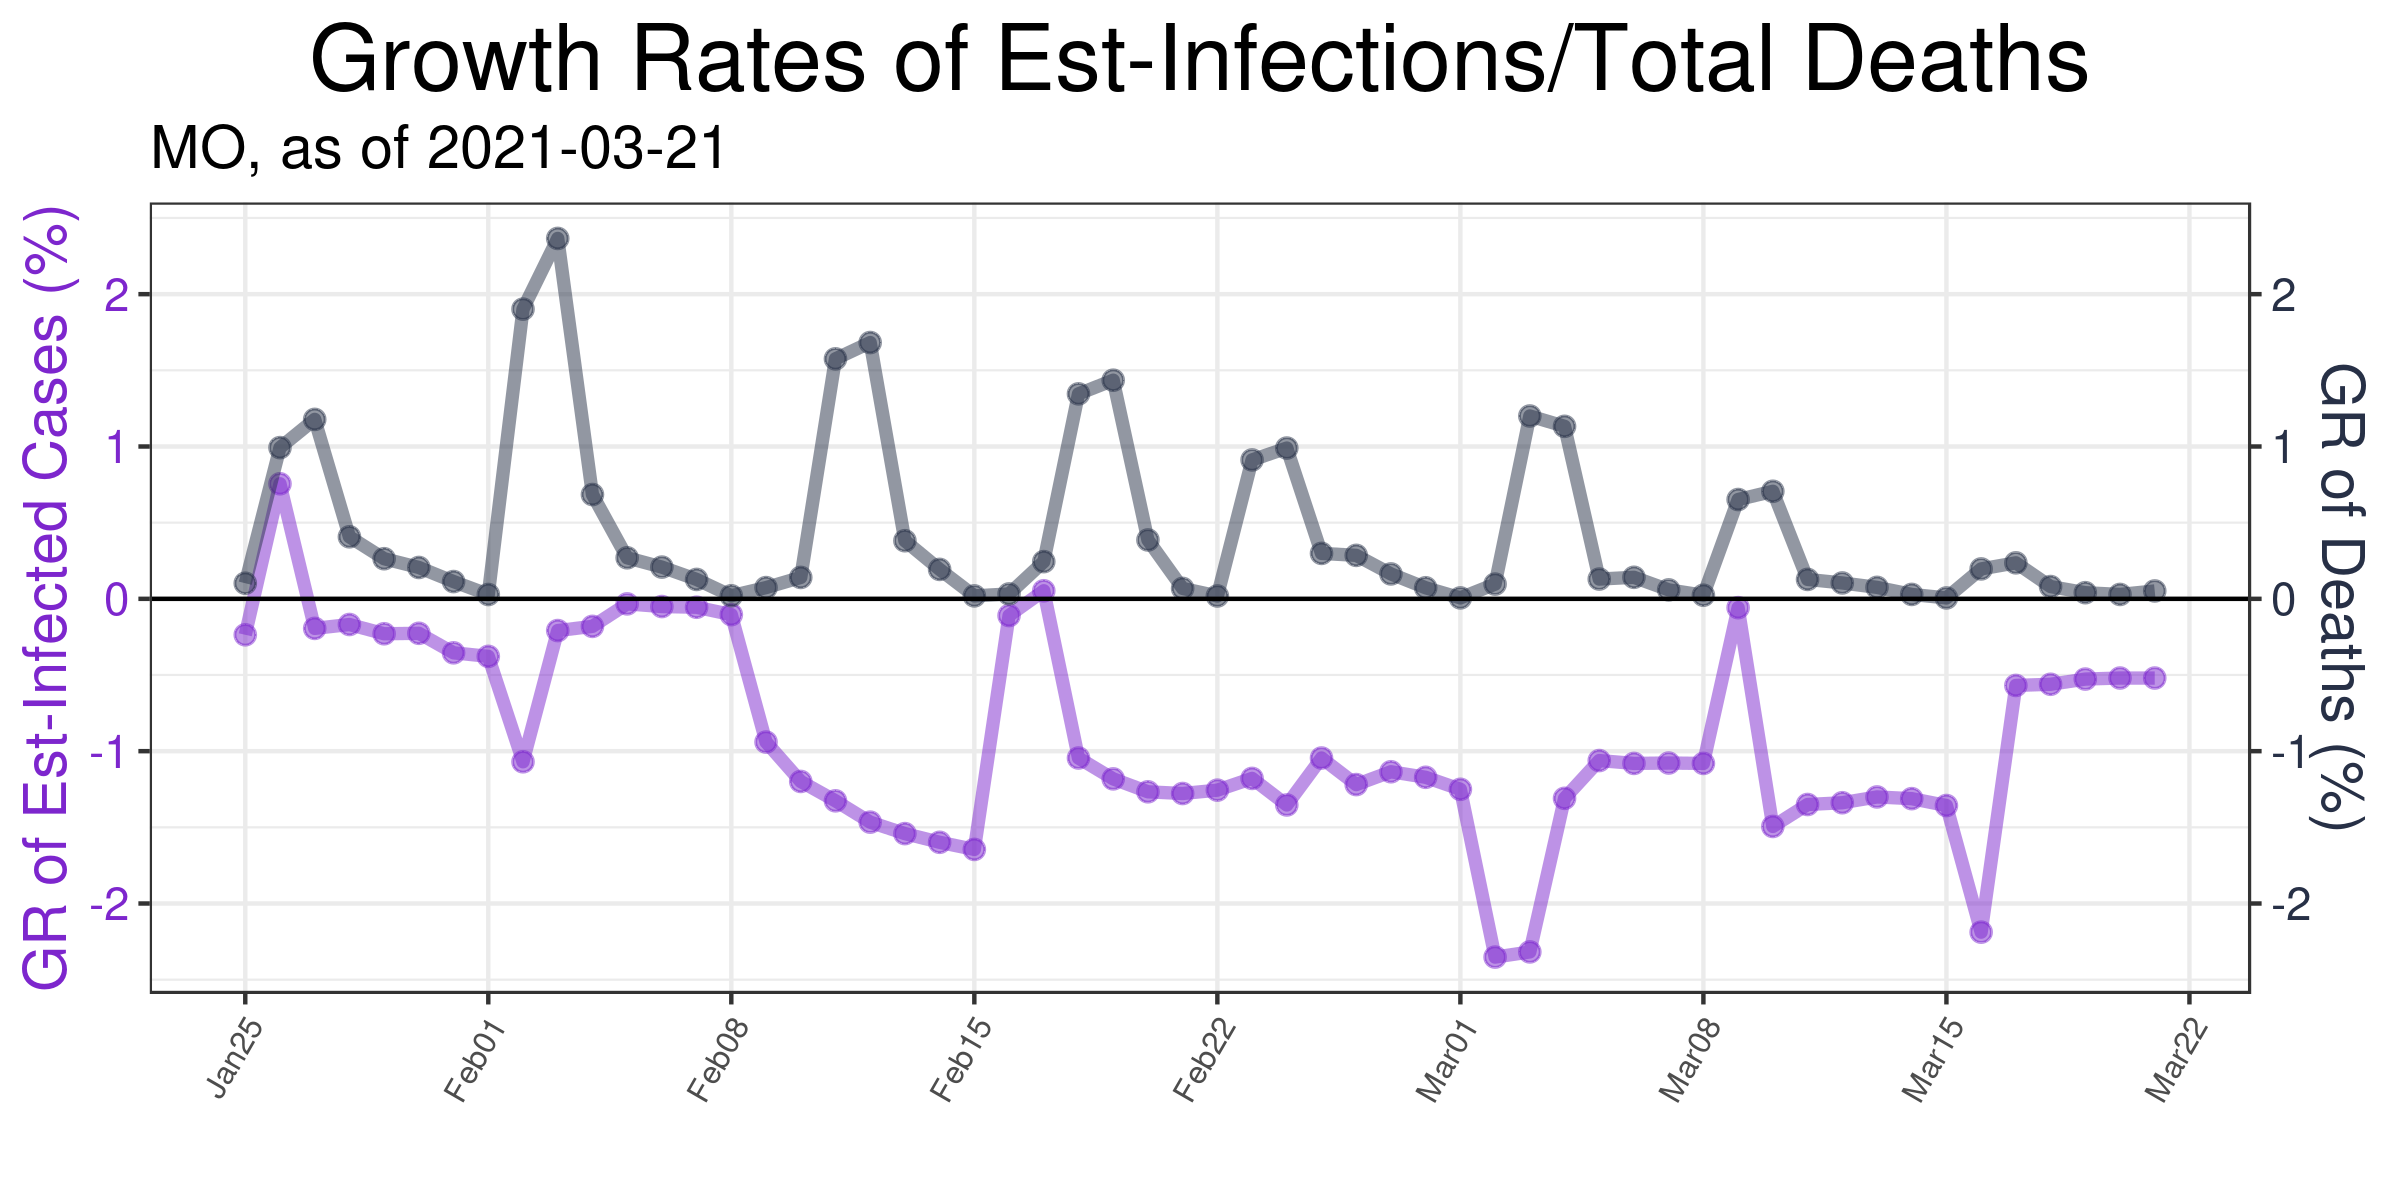 Growth Rates of Est-Infections/Total Deaths
MO, as of 2021-03-21
GR of Est-Infected Cases (%)
2
1
0
-1
-2
2
1
0
-1
-2
GR of Deaths (%)
Jan25
Feb01
Feb08
Feb15
Feb22
Mar01
Mar08
Mar15
Mar22